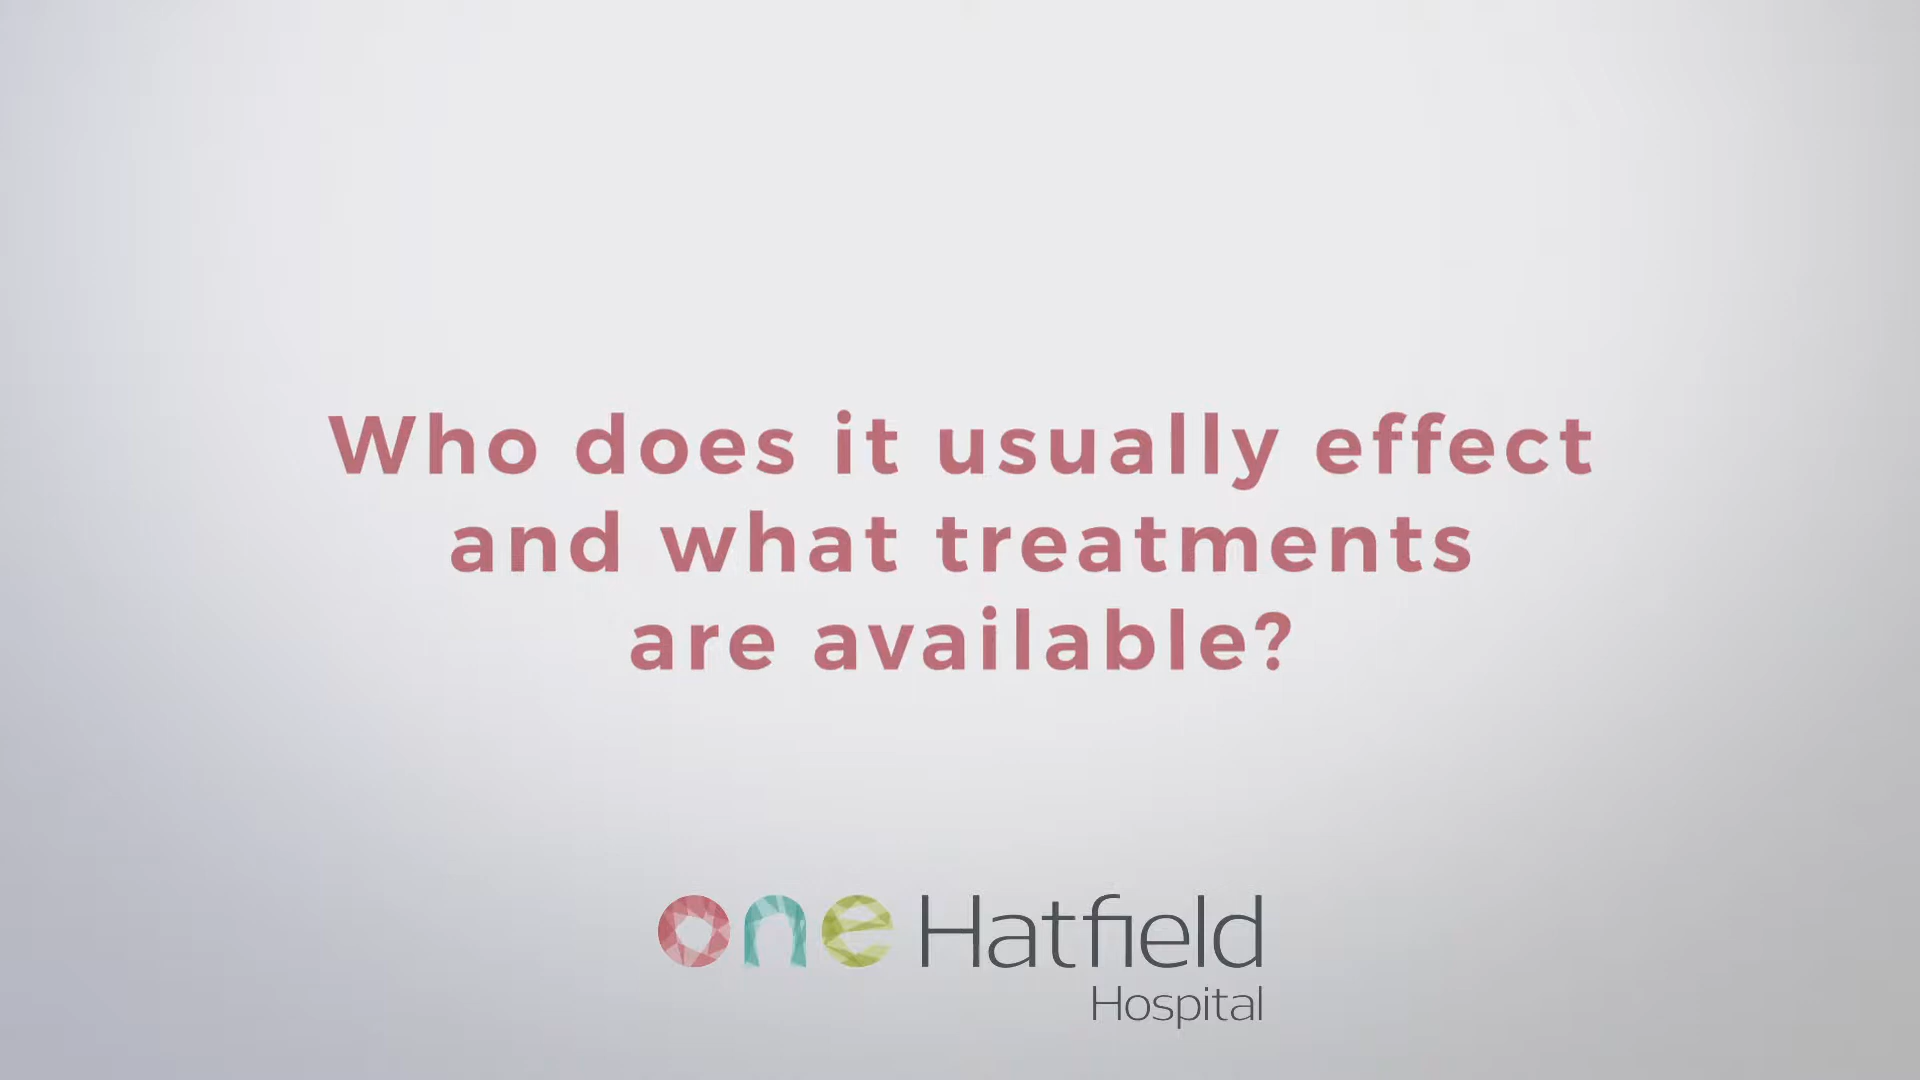 Who does it usually effect
and what treatments
are available?
one Hatfield
Hospital